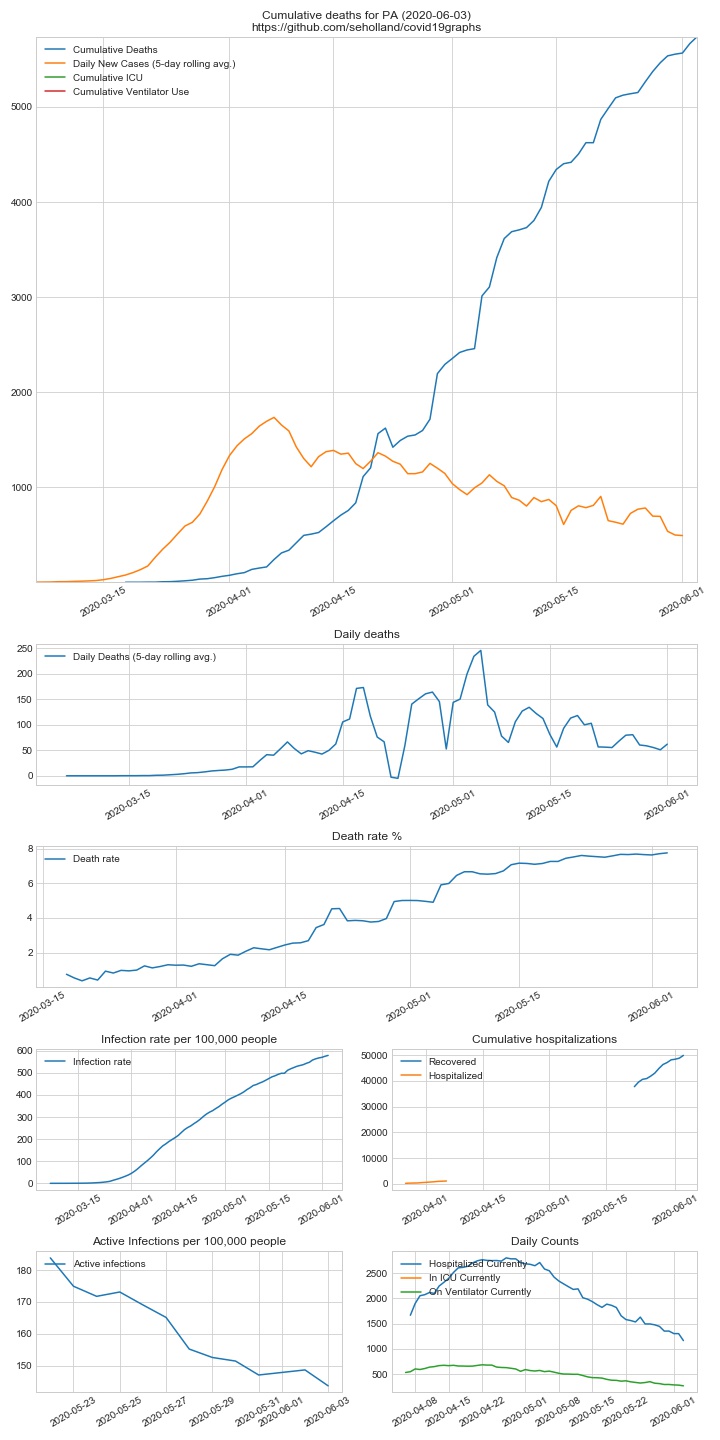 Cumulative deaths for PA (2020-06-03)
https://github.com/seholland/covid19graphs
Cumulative Deaths
Daily New Cases (5-day rolling avg.)
Cumulative ICU
Cumulative Ventilator Use
5000
4000
3000
2000
1000
2020-03-15 2020-04-01 2020-04-15 2020-05-01 2020-05-15 2020-06-01
Daily deaths
Daily Deaths (5-day rolling avg.)
250
200
150
100
50
0
2020-03-15 2020-04-01 2020-04-15 2020-05-01 2020-05-15 2020-06-01
Death rate %
Death rate
8
6
4
2
2020-03-15 2020-04-01 2020-04-15 2020-05-01 2020-05-15 2020-06-01
Infection rate per 100,000 people
Infection rate
600
500
400
300
200
100
0
2020-03-15 2020-04-01 2020-04-15 2020-05-01 2020-05-15 2020-06-01
Cumulative hospitalizations
Recovered
Hospitalized
50000
40000
30000
20000
10000
0
2020-04-01 2020-04-15 2020-05-01 2020-05-15 2020-06-01
Active Infections per 100,000 people
Active infections
180
170
160
150
2020-05-23 2020-05-25 2020-05-27 2020-05-29 2020-05-31 2020-06-01 2020-06-03
Daily Counts
Hospitalized Currently
In ICU Currently
On Ventilator Currently
2500
2000
1500
1000
500
2020-04-08 2020-04-15 2020-04-22 2020-05-01 2020-05-08 2020-05-15 2020-05-22 2020-06-01